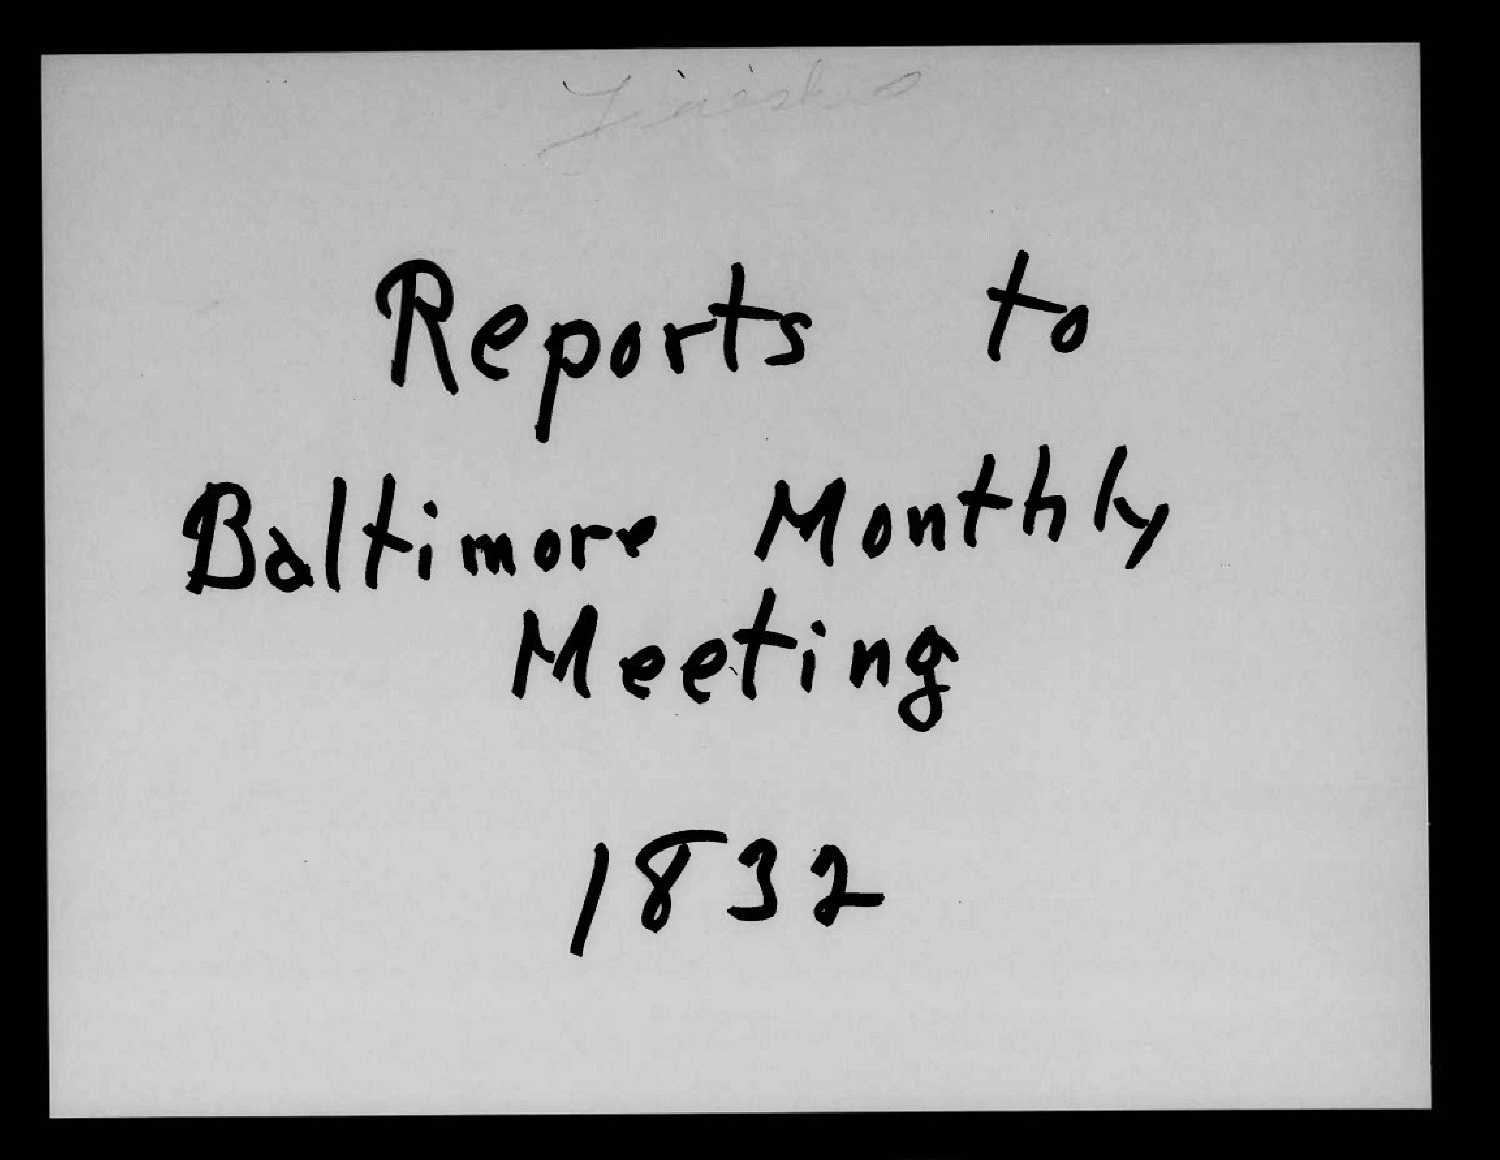 Reports to
Baltimore Monthly
Meeting
1832